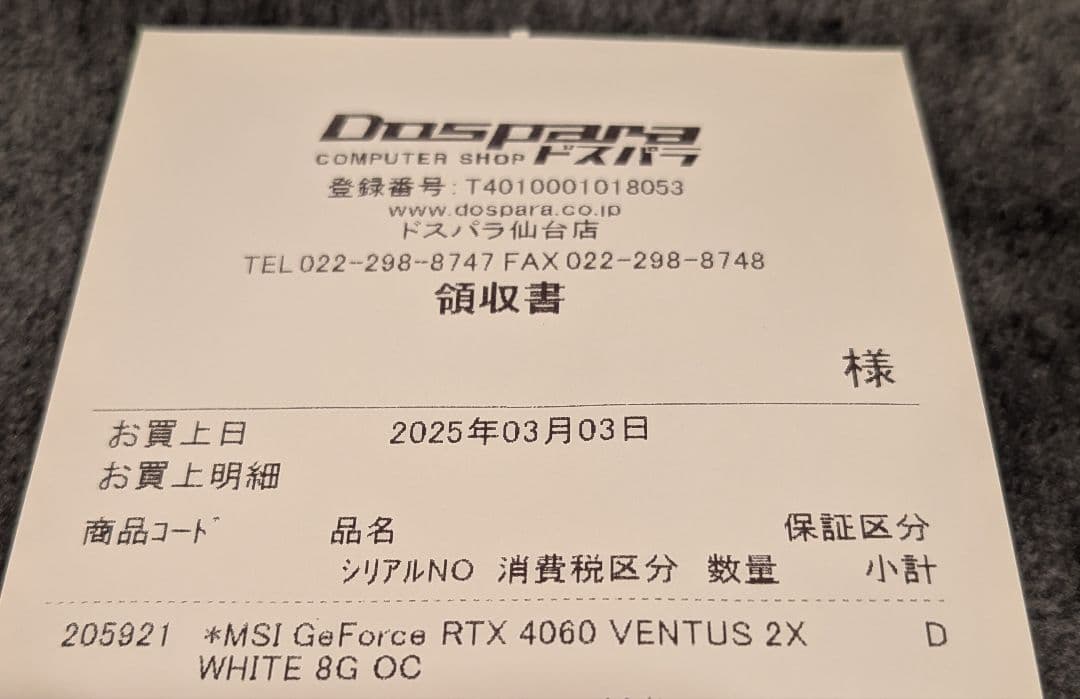 Dospara
COMPUTER SHOP ドスパラ
登録番号:T4010001018053
www.dospara.co.jp
ドスパラ仙台店
TEL 022-298-8747 FAX 022-298-8748
領収書
様
お買上日 2025年03月03日
お買上明細
商品ｺｰﾄﾞ 品名 保証区分
ｼﾘｱﾙNO 消費税区分 数量 小計
205921 *MSI GeForce RTX 4060 VENTUS 2X D
WHITE 8G OC